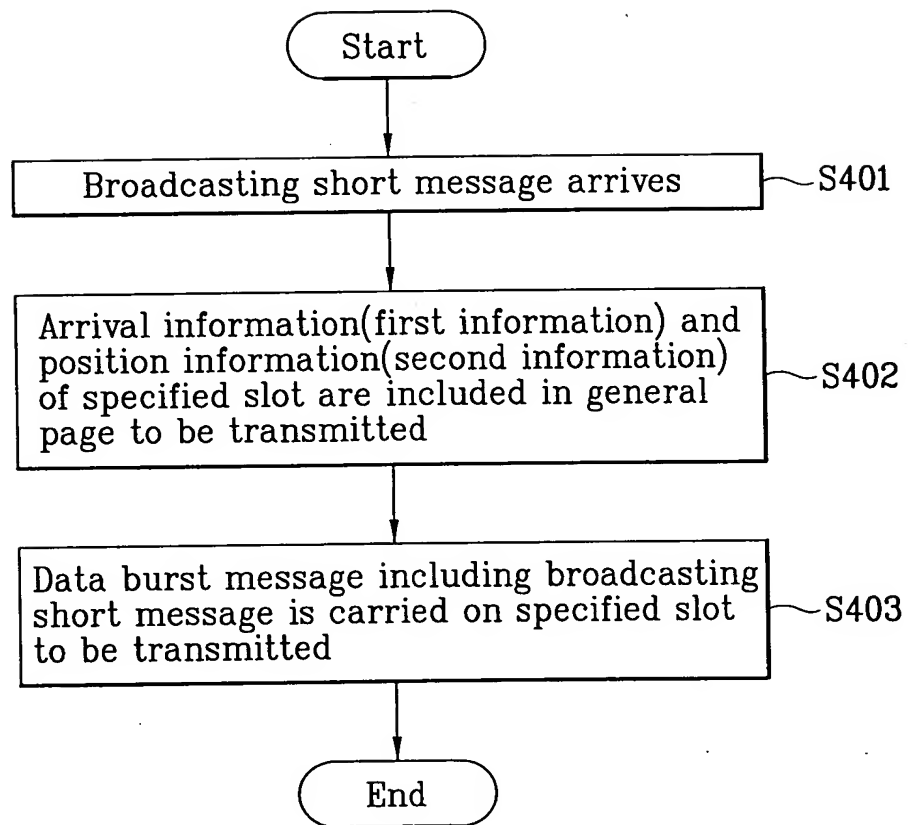 Start
Broadcasting short message arrives
S401
Arrival information(first information) and
position information(second information)
of specified slot are included in general
page to be transmitted
S402
Data burst message including broadcasting
short message is carried on specified slot
to be transmitted
S403
End